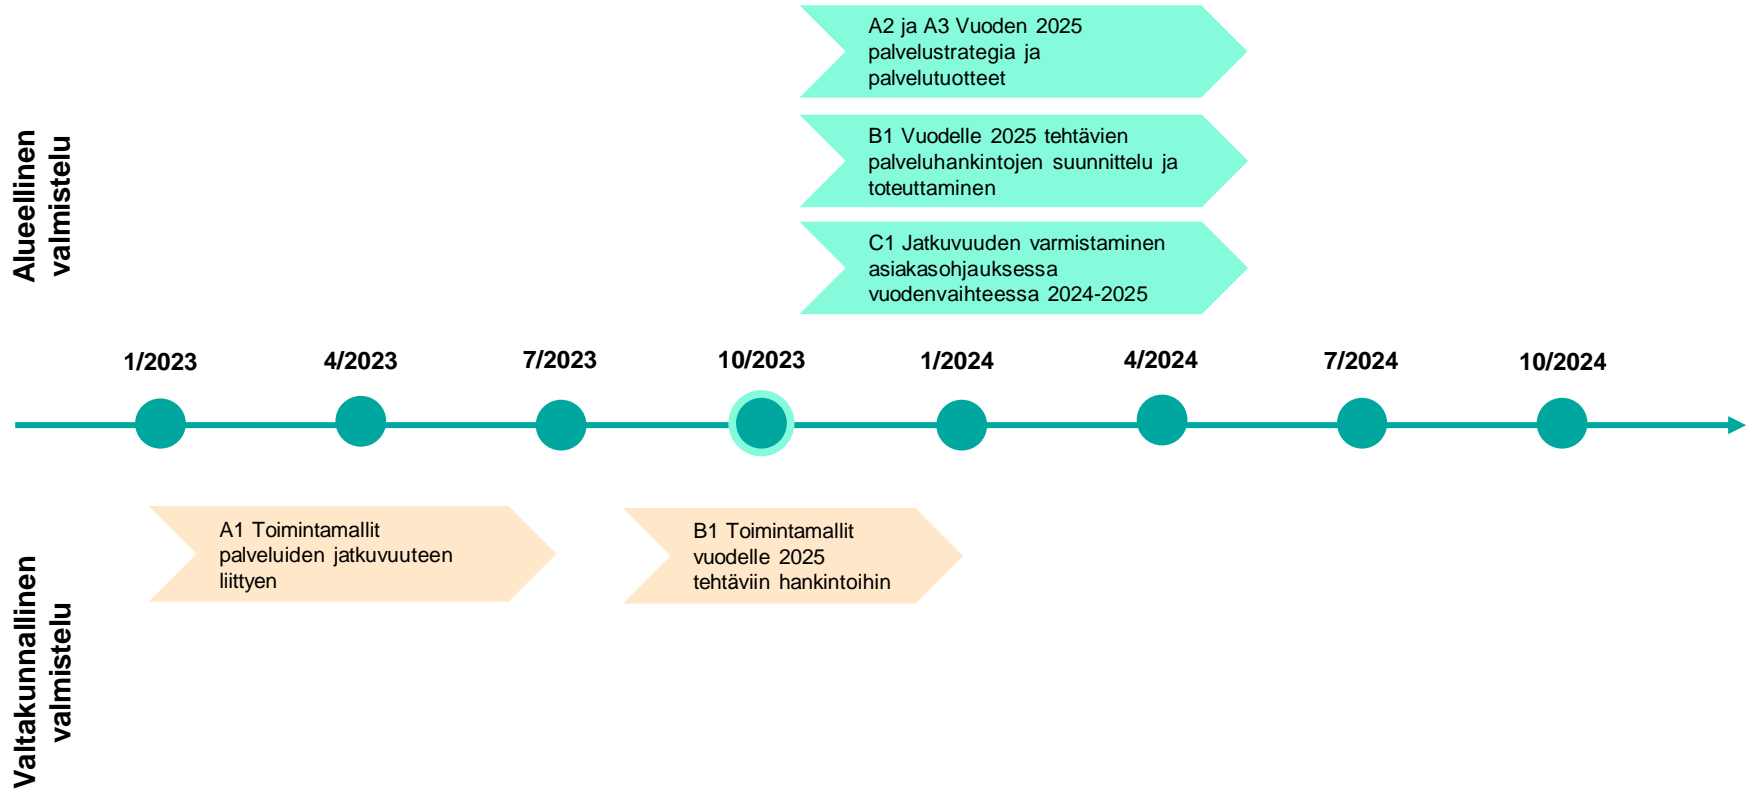 Alueellinen
valmistelu
A2 ja A3 Vuoden 2025
palvelustrategia ja
palvelutuotteet
B1 Vuodelle 2025 tehtävien
palveluhankintojen suunnittelu ja
toteuttaminen
C1 Jatkuvuuden varmistaminen
asiakasohjauksessa
vuodenvaihteessa 2024-2025
1/2023
4/2023
7/2023
10/2023
1/2024
4/2024
7/2024
10/2024
Valtakunnallinen
valmistelu
A1 Toimintamallit
palveluiden jatkuvuuteen
liittyen
B1 Toimintamallit
vuodelle 2025
tehtäviin hankintoihin